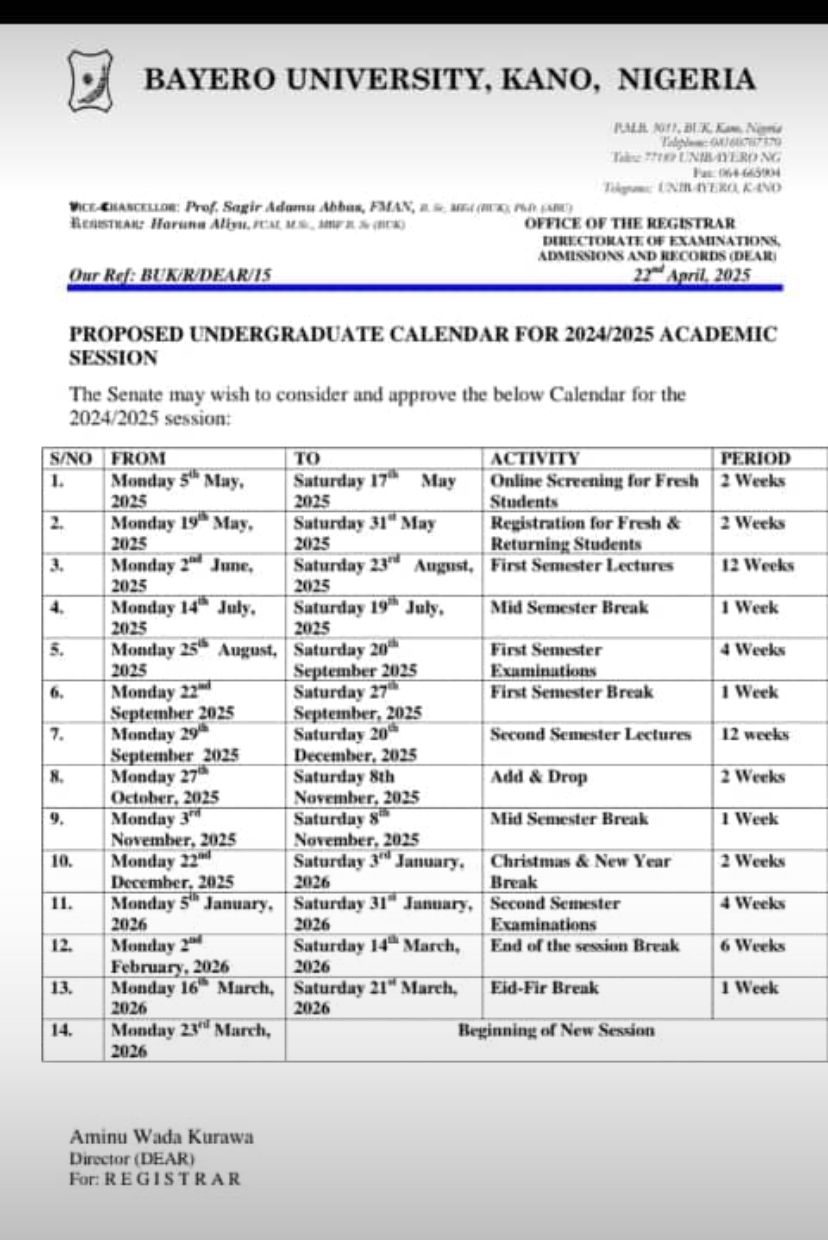 BAYERO UNIVERSITY, KANO, NIGERIA
P.M.B. 3011, BUK, Kano, Nigeria
Telephone:
Telex: 77189 UNIBAYERO NG
Fax: 064-665904
Telegrams: UNIBAYERO, KANO
VICE-CHANCELLOR: Prof. Sagir Adamu Abbas, FMAN, B. Sc, MEd (BUK), PhD. (ABU)
REGISTRAR: Haruna Aliyu, (BUK)
OFFICE OF THE REGISTRAR
DIRECTORATE OF EXAMINATIONS,
ADMISSIONS AND RECORDS (DEAR)
Our Ref: BUK/R/DEAR/15 22nd April, 2025
PROPOSED UNDERGRADUATE CALENDAR FOR 2024/2025 ACADEMIC
SESSION
The Senate may wish to consider and approve the below Calendar for the
2024/2025 session:
S/NO FROM TO ACTIVITY PERIOD
1. Monday 5th May, Saturday 17th May Online Screening for Fresh 2 Weeks
2025 2025 Students
2. Monday 19th May, Saturday 31st May Registration for Fresh & 2 Weeks
2025 2025 Returning Students
3. Monday 2nd June, Saturday 23rd August, First Semester Lectures 12 Weeks
2025 2025
4. Monday 14th July, Saturday 19th July, Mid Semester Break 1 Week
2025 2025
5. Monday 25th August, Saturday 20th First Semester 4 Weeks
2025 September 2025 Examinations
6. Monday 22nd Saturday 27th First Semester Break 1 Week
September 2025 September, 2025
7. Monday 29th Saturday 20th Second Semester Lectures 12 weeks
September 2025 December, 2025
8. Monday 27th Saturday 8th Add & Drop 2 Weeks
October, 2025 November, 2025
9. Monday 3rd Saturday 8th Mid Semester Break 1 Week
November, 2025 November, 2025
10. Monday 22nd Saturday 3rd January, Christmas & New Year 2 Weeks
December, 2025 2026 Break
11. Monday 5th January, Saturday 31st January, Second Semester 4 Weeks
2026 2026 Examinations
12. Monday 2nd Saturday 14th March, End of the session Break 6 Weeks
February, 2026 2026
13. Monday 16th March, Saturday 21st March, Eid-Fir Break 1 Week
2026 2026
14. Monday 23rd March, Beginning of New Session
2026
Aminu Wada Kurawa
Director (DEAR)
For: R E G I S T R A R